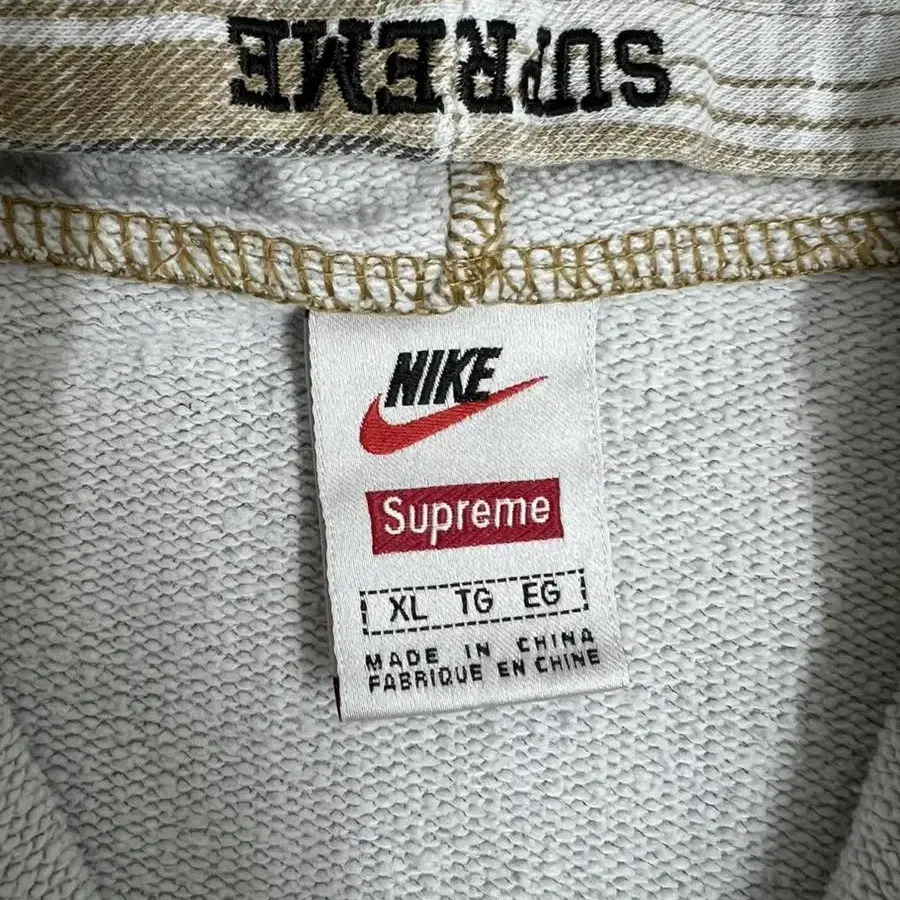 SUPREME
NIKE
Supreme
XL TG EG
MADE IN CHINA
FABRIQUE EN CHINE